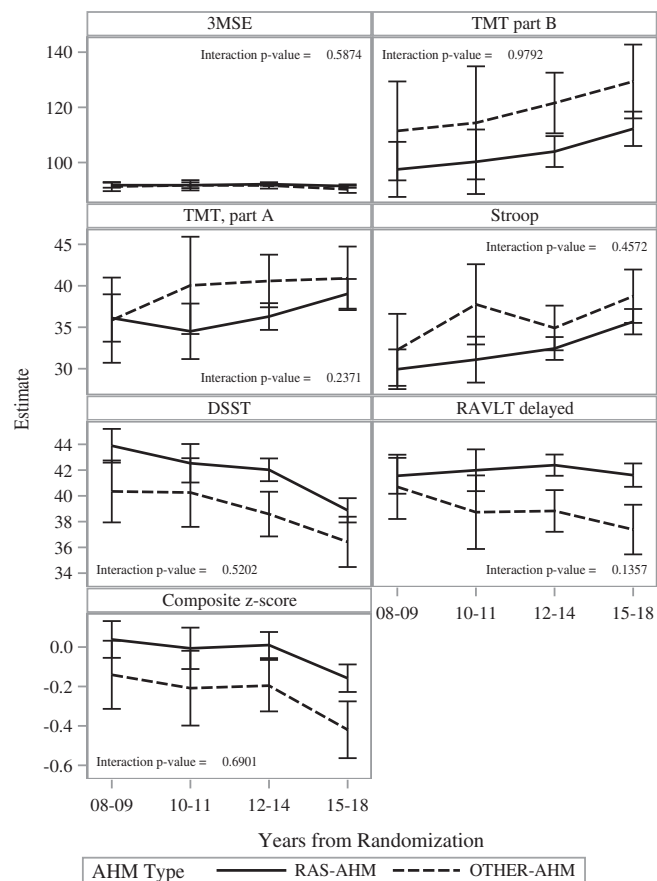 3MSE
TMT part B
Interaction p-value = 0.5874
Interaction p-value = 0.9792
140
120
100
TMT, part A
Stroop
Interaction p-value = 0.4572
45
40
35
30
Interaction p-value = 0.2371
Estimate
DSST
RAVLT delayed
44
42
40
38
36
34
Interaction p-value = 0.5202
Interaction p-value = 0.1357
08-09 10-11 12-14 15-18
Composite z-score
0.0
-0.2
-0.4
-0.6
Interaction p-value = 0.6901
08-09 10-11 12-14 15-18
Years from Randomization
AHM Type RAS-AHM OTHER-AHM